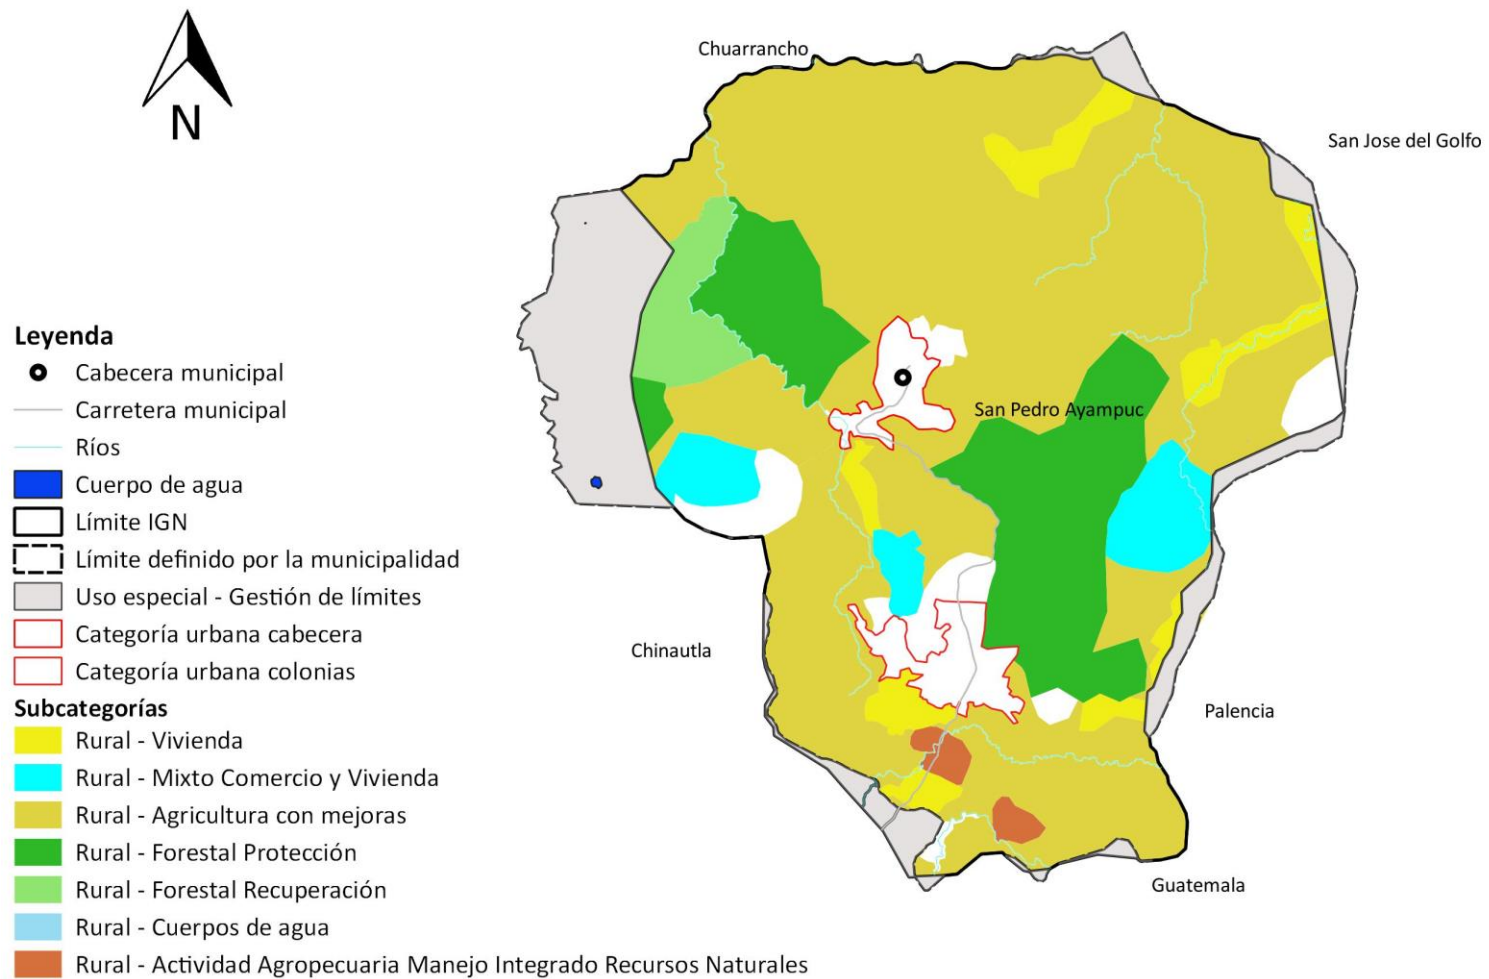 N
Chuarrancho
San Jose del Golfo
San Pedro Ayampuc
Chinautla
Palencia
Guatemala
Leyenda
Cabecera municipal
Carretera municipal
Ríos
Cuerpo de agua
Límite IGN
Límite definido por la municipalidad
Uso especial - Gestión de límites
Categoría urbana cabecera
Categoría urbana colonias
Subcategorías
Rural - Vivienda
Rural - Mixto Comercio y Vivienda
Rural - Agricultura con mejoras
Rural - Forestal Protección
Rural - Forestal Recuperación
Rural - Cuerpos de agua
Rural - Actividad Agropecuaria Manejo Integrado Recursos Naturales